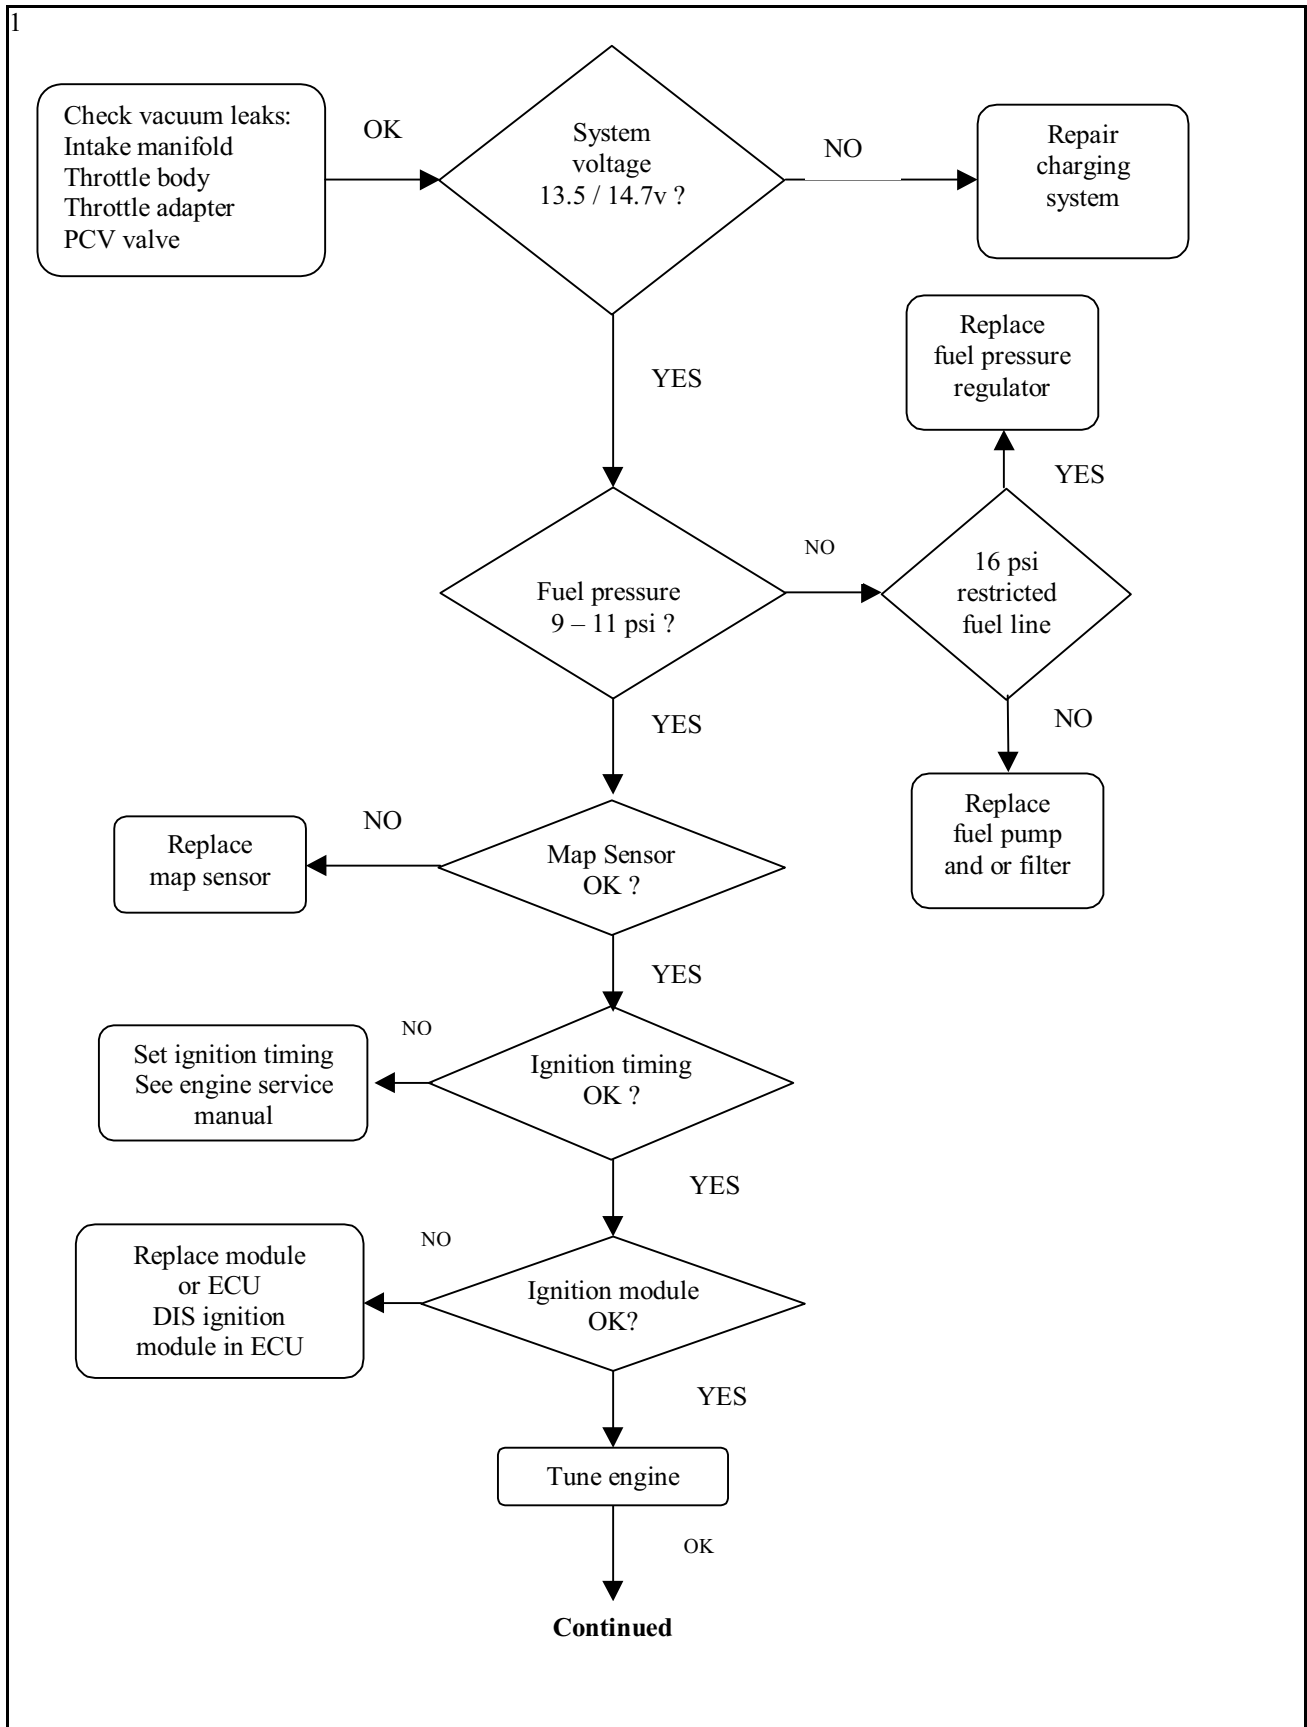 1
Check vacuum leaks:
Intake manifold
Throttle body
Throttle adapter
PCV valve
OK
System
voltage
13.5 / 14.7v ?
NO
Repair
charging
system
YES
Replace
fuel pressure
regulator
YES
Fuel pressure
9 – 11 psi ?
NO
16 psi
restricted
fuel line
YES
NO
Replace
fuel pump
and or filter
Map Sensor
OK ?
NO
Replace
map sensor
YES
Ignition timing
OK ?
NO
Set ignition timing
See engine service
manual
YES
Ignition module
OK?
NO
Replace module
or ECU
DIS ignition
module in ECU
YES
Tune engine
OK
Continued